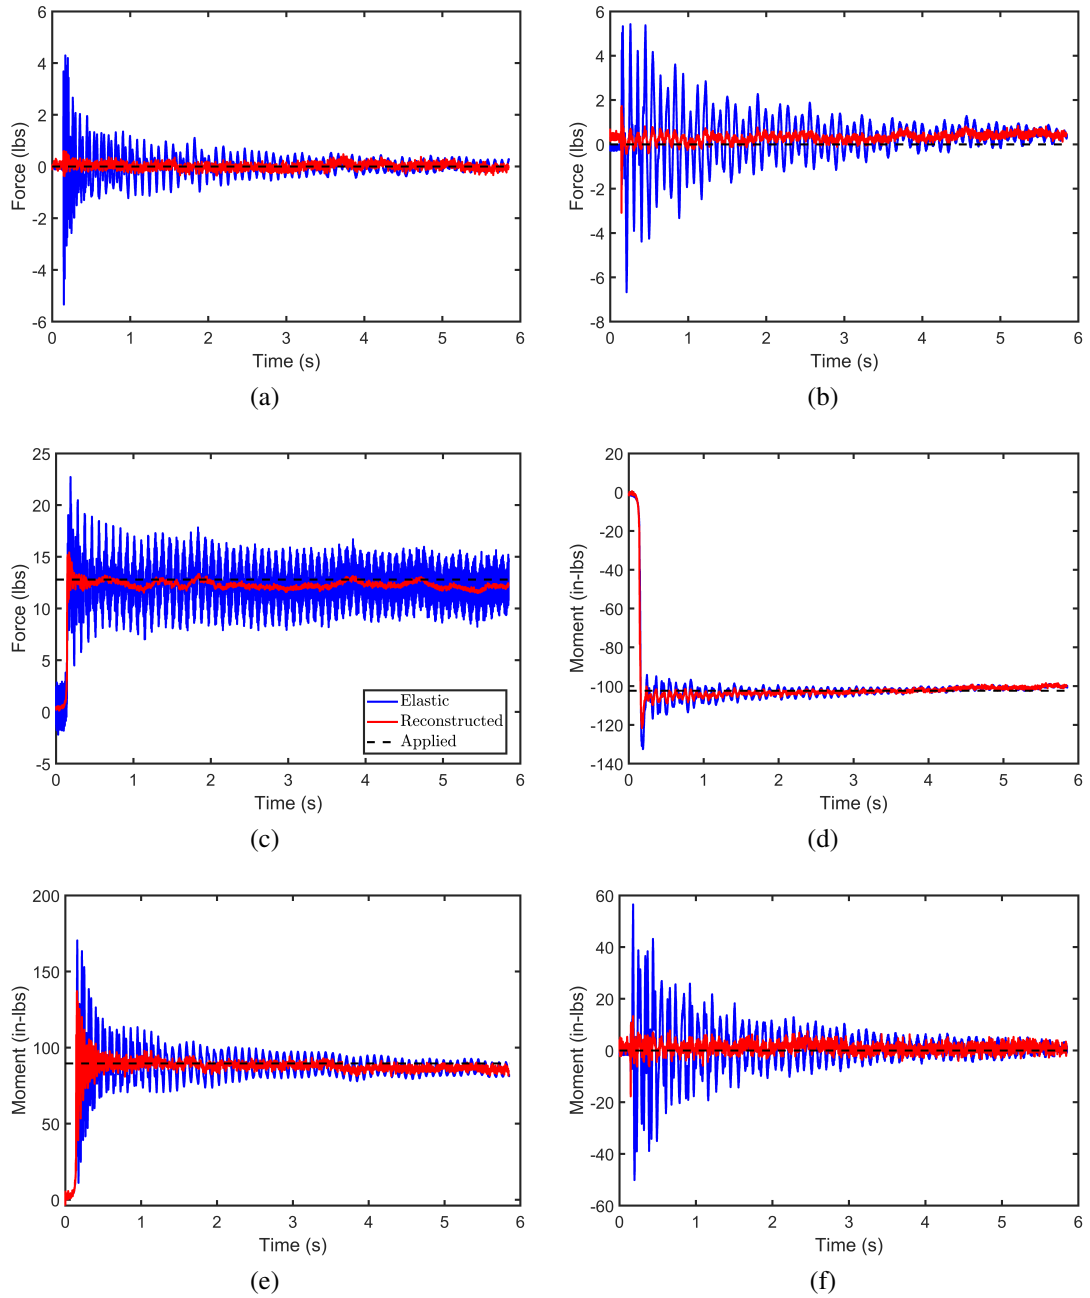 6
4
2
0
-2
-4
-6
Force (lbs)
0 1 2 3 4 5 6
Time (s)
(a)
6
4
2
0
-2
-4
-6
-8
Force (lbs)
0 1 2 3 4 5 6
Time (s)
(b)
25
20
15
10
5
0
-5
Force (lbs)
Elastic
Reconstructed
Applied
0 1 2 3 4 5 6
Time (s)
(c)
20
0
-20
-40
-60
-80
-100
-120
-140
Moment (in-lbs)
0 1 2 3 4 5 6
Time (s)
(d)
200
150
100
50
0
Moment (in-lbs)
0 1 2 3 4 5 6
Time (s)
(e)
60
40
20
0
-20
-40
-60
Moment (in-lbs)
0 1 2 3 4 5 6
Time (s)
(f)